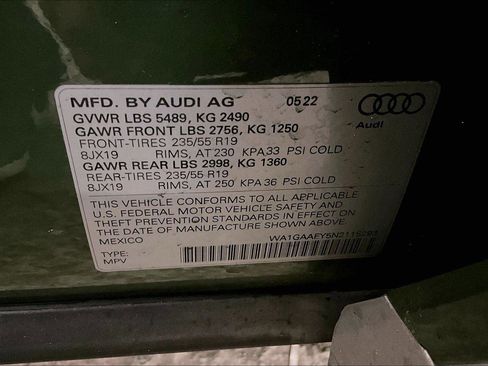 MFD. BY AUDI AG 05 22
GVWR LBS 5489, KG 2490
GAWR FRONT LBS 2756, KG 1250
FRONT-TIRES 235/55 R19
8JX19 RIMS, AT 230 KPA33 PSI COLD
GAWR REAR LBS 2998, KG 1360
REAR-TIRES 235/55 R19
8JX19 RIMS, AT 250 KPA 36 PSI COLD
Audi
THIS VEHICLE CONFORMS TO ALL APPLICABLE
U.S. FEDERAL MOTOR VEHICLE SAFETY AND
THEFT PREVENTION STANDARDS IN EFFECT ON
THE DATE OF MANUFACTURE SHOWN ABOVE.
MEXICO
TYPE:
MPV